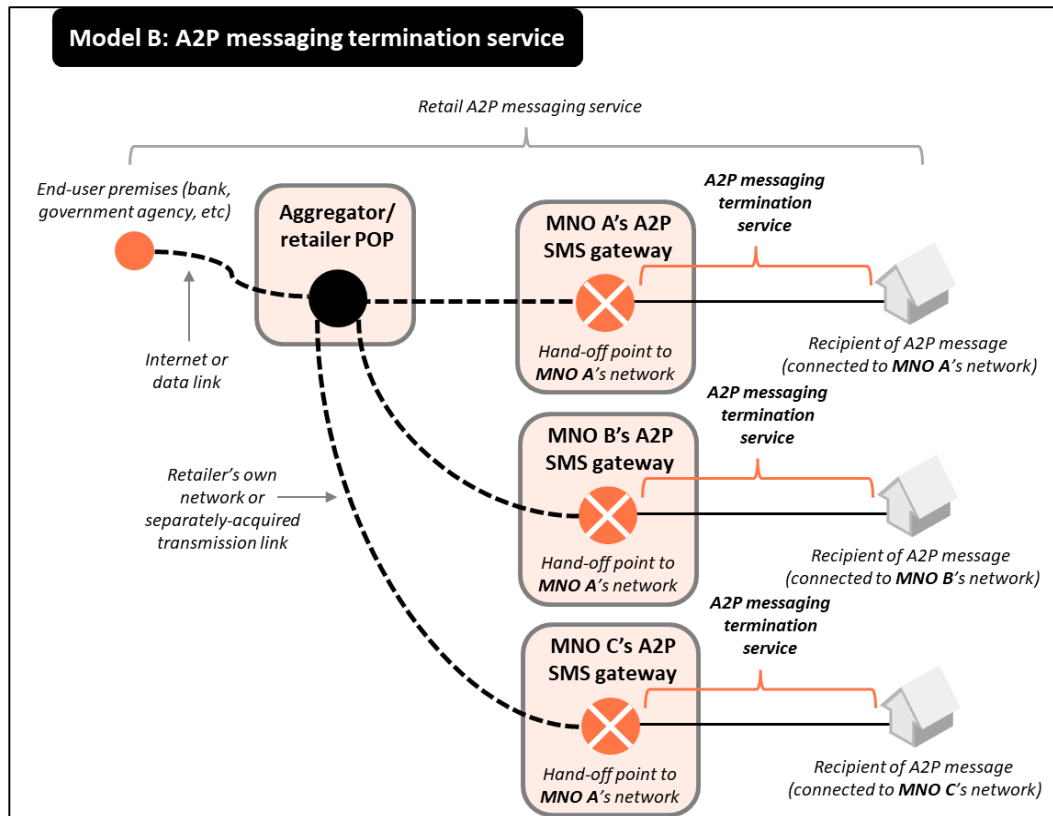 Model B: A2P messaging termination service
Retail A2P messaging service
End-user premises (bank,
government agency, etc)
Aggregator/
retailer POP
Internet or
data link
Retailer's own
network or
separately-acquired
transmission link
MNO A's A2P
SMS gateway
Hand-off point to
MNO A's network
A2P messaging
termination
service
Recipient of A2P message
(connected to MNO A's network)
MNO B's A2P
SMS gateway
Hand-off point to
MNO A's network
A2P messaging
termination
service
Recipient of A2P message
(connected to MNO B's network)
MNO C's A2P
SMS gateway
Hand-off point to
MNO A's network
A2P messaging
termination
service
Recipient of A2P message
(connected to MNO C's network)